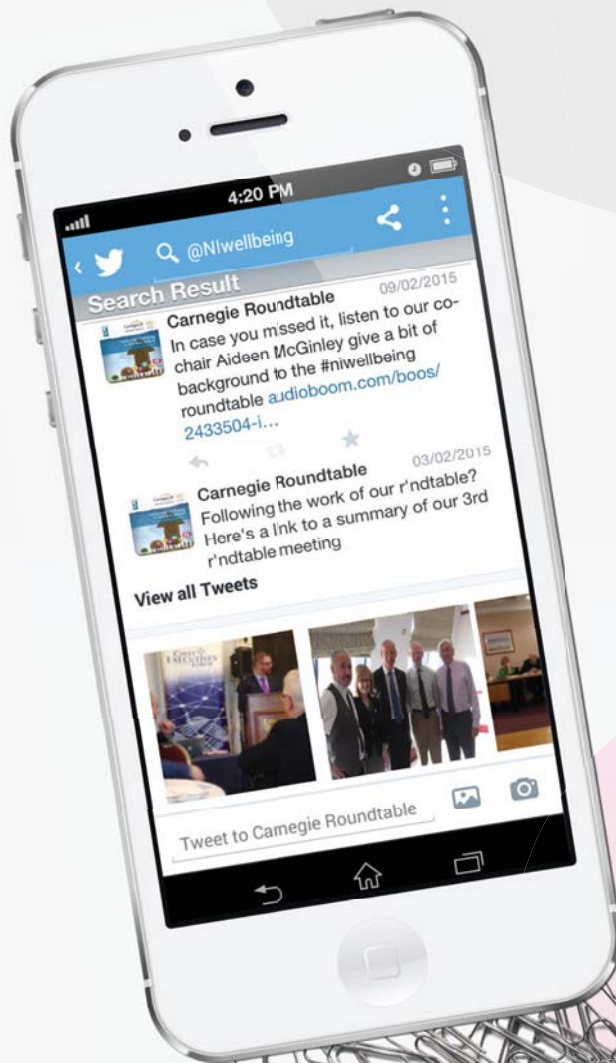 4:20 PM
@NIwellbeing
Search Result
Carnegie Roundtable
09/02/2015
In case you missed it, listen to our co-
chair Aideen McGinley give a bit of
background to the #niwellbeing
roundtable audioboom.com/boos/
2433504-i...
Carnegie Roundtable
03/02/2015
Following the work of our r'ndtable?
Here's a link to a summary of our 3rd
r'ndtable meeting
View all Tweets
CHIEF
EXECUTIVES
FORUM
Tweet to Carnegie Roundtable